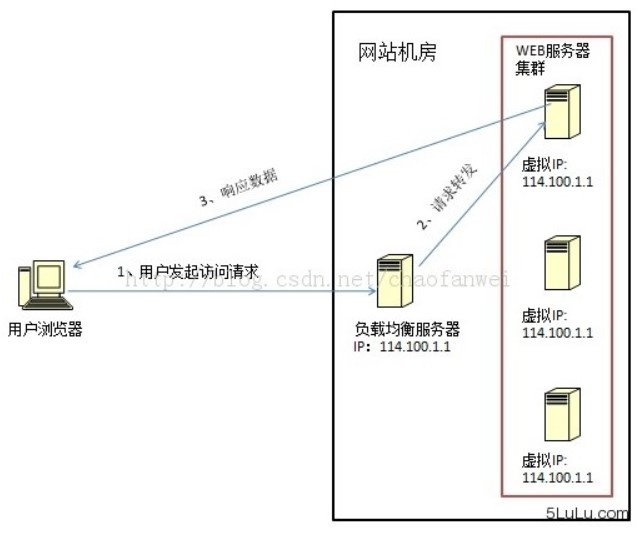 网站机房
WEB服务器
集群
虚拟IP:
114.100.1.1
3、响应数据
2、请求转发
1、用户发起访问请求
http://blog.csdn.net/chaofanwei
用户浏览器
负载均衡服务器
IP：114.100.1.1
虚拟IP:
114.100.1.1
虚拟IP:
114.100.1.1
5LuLu.com